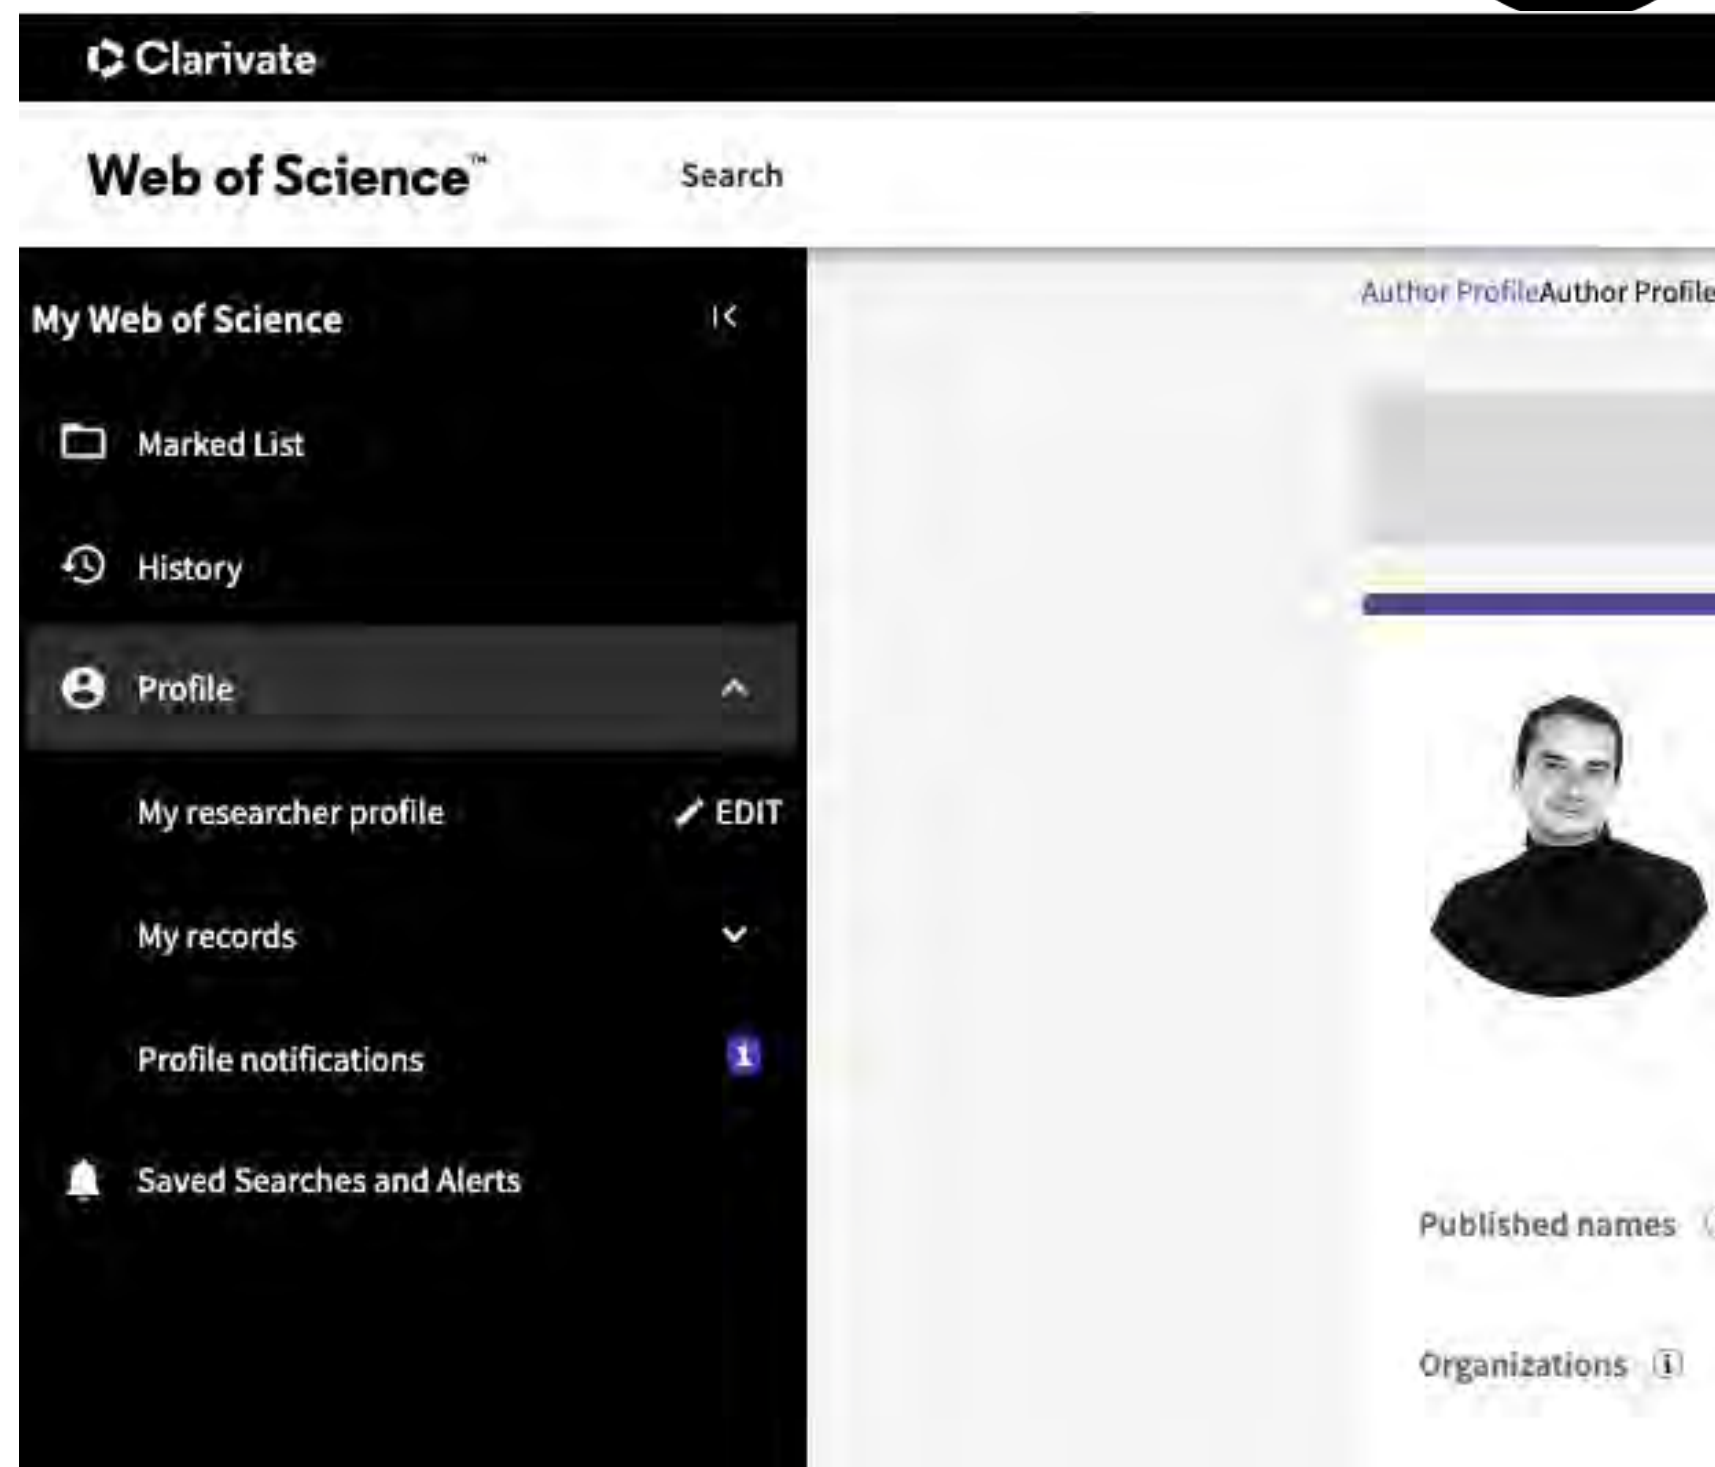 Clarivate
Web of Science™
Search
Author ProfileAuthor Profile
My Web of Science
Marked List
History
Profile
My researcher profile
EDIT
My records
Profile notifications
1
Saved Searches and Alerts
Published names
Organizations